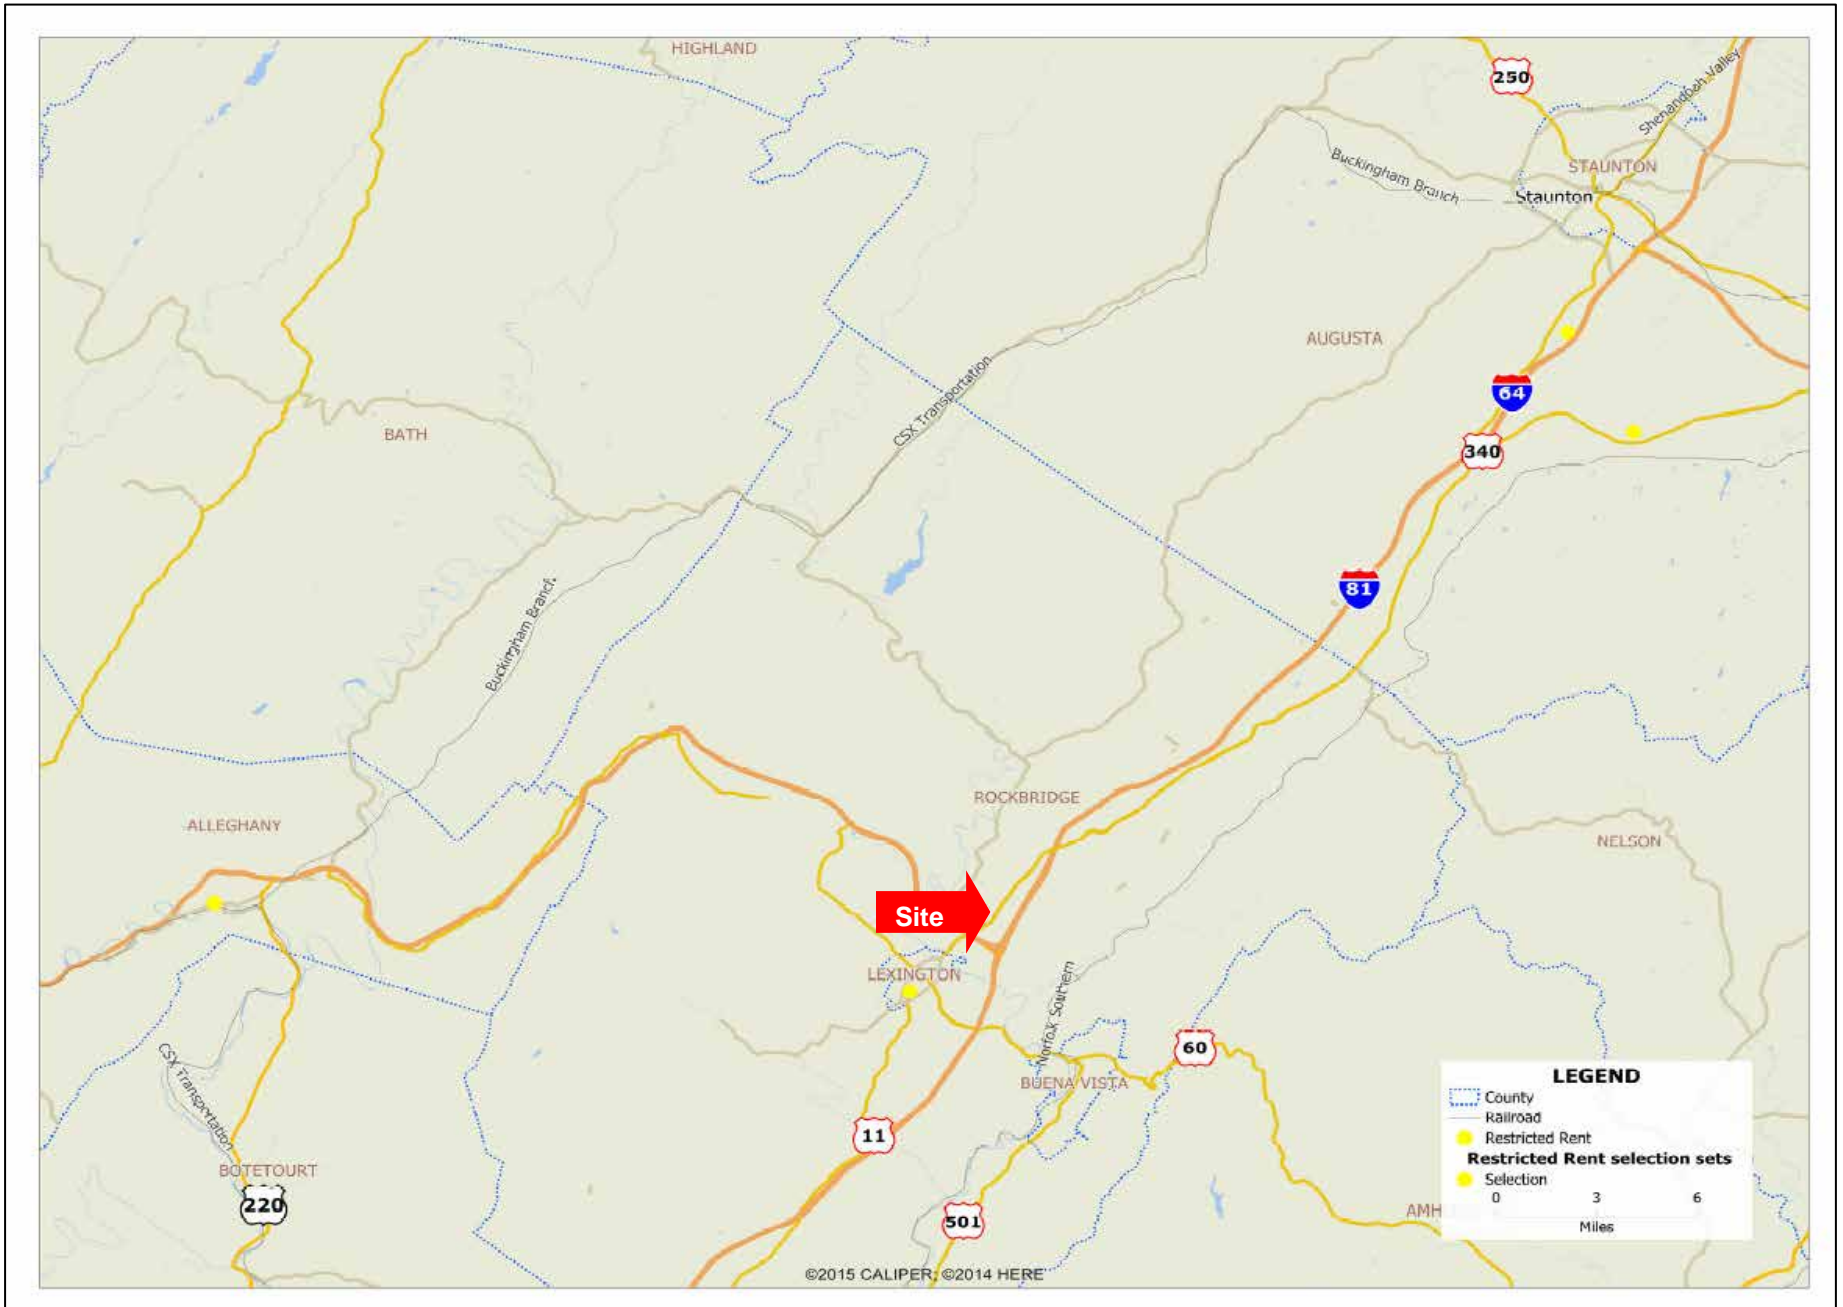 HIGHLAND
250
Shenandoah Valley
STAUNTON
Buckingham Branch
Staunton
AUGUSTA
CSX Transportation
64
BATH
340
81
Buckingham Branch
ROCKBRIDGE
ALLEGHANY
NELSON
Site
LEXINGTON
Norfolk Southern
60
CSX Transportation
BUENA VISTA
11
BOTETOURT
220
501
AMH
LEGEND
County
Railroad
Restricted Rent
Restricted Rent selection sets
Selection
0 3 6
Miles
©2015 CALIPER; ©2014 HERE